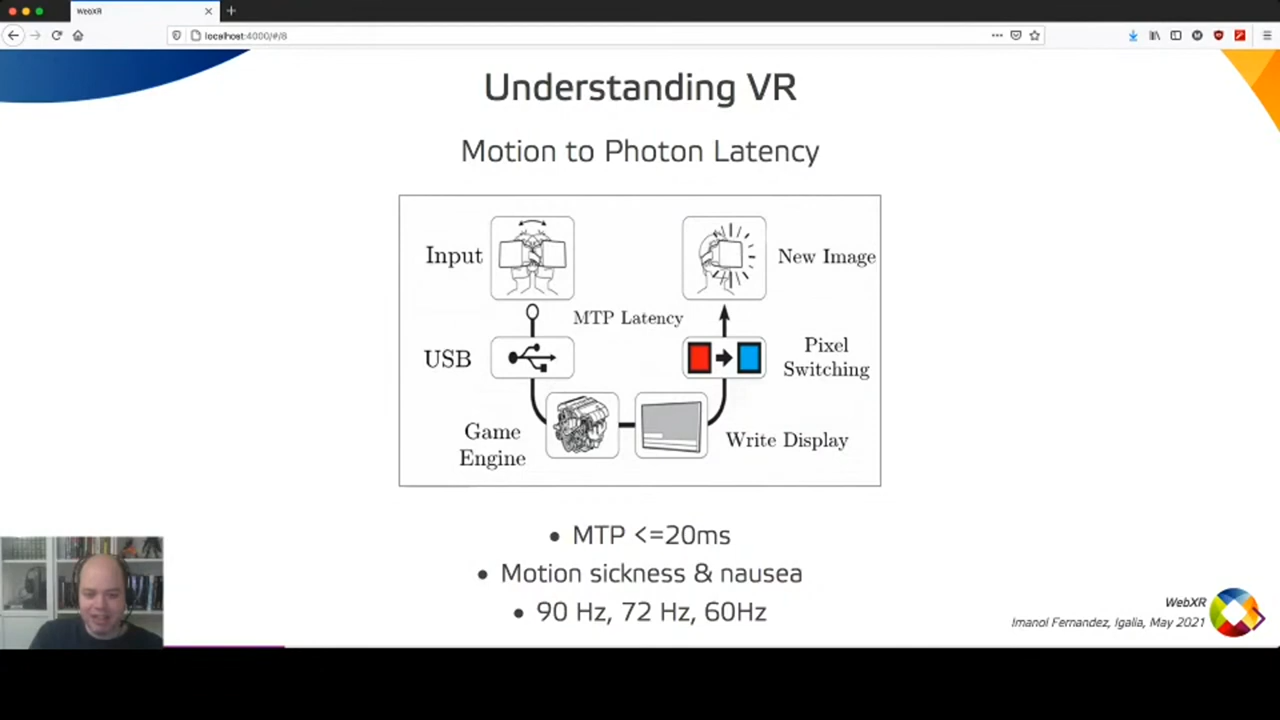 WebXR
localhost:4000/#/8
Understanding VR
Motion to Photon Latency
Input
New Image
MTP Latency
USB
Pixel
Switching
Game
Engine
Write Display
• MTP <=20ms
• Motion sickness & nausea
• 90 Hz, 72 Hz, 60Hz
WebXR
Imanol Fernandez, Igalia, May 2021